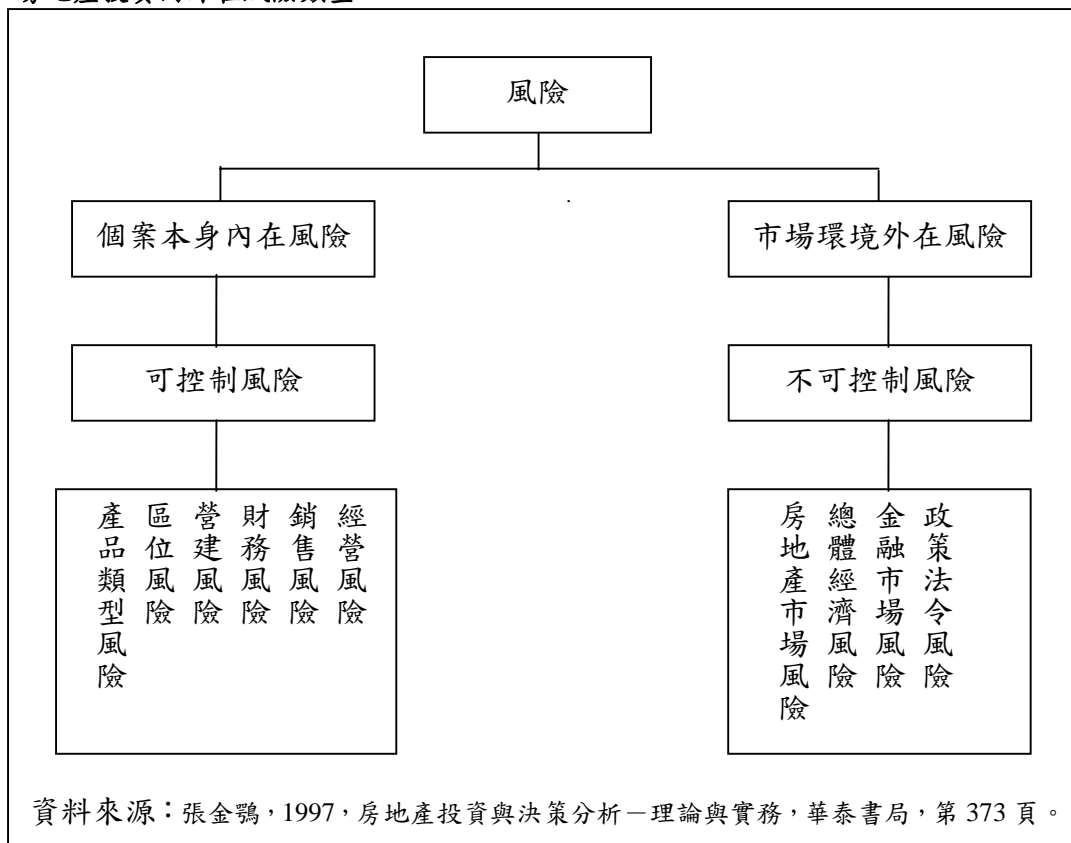 風險
個案本身內在風險
市場環境外在風險
可控制風險
不可控制風險
產品類型風險
區位風險
營建風險
財務風險
銷售風險
經營風險
房地產市場風險
總體經濟風險
金融市場風險
政策法令風險
資料來源：張金鶚，1997，房地產投資與決策分析－理論與實務，華泰書局，第 373 頁。